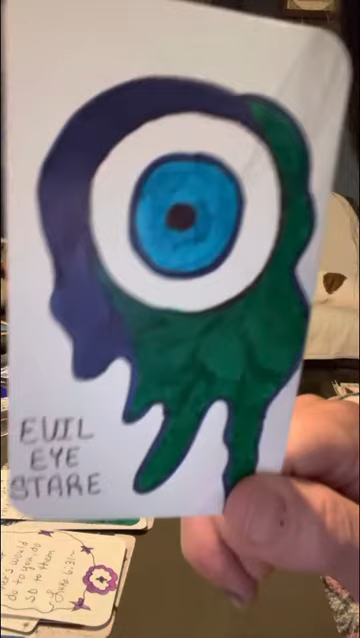 EVIL
EYE
STARE
would
do to you, do
SO to them
Luke 6:31~